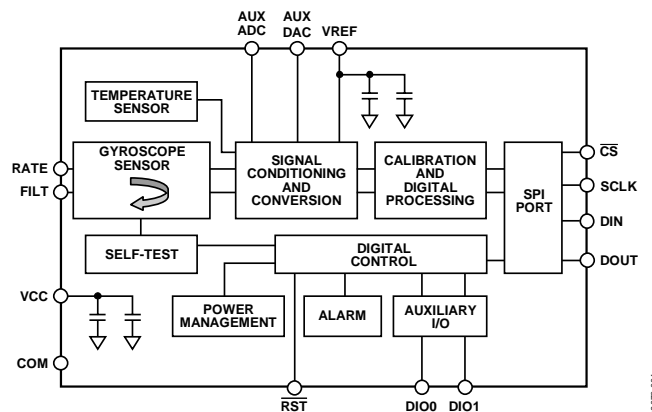 AUX
ADC
AUX
DAC
VREF
TEMPERATURE
SENSOR
RATE
FILT
GYROSCOPE
SENSOR
SIGNAL
CONDITIONING
AND
CONVERSION
CALIBRATION
AND
DIGITAL
PROCESSING
SPI
PORT
CS
SCLK
DIN
DOUT
SELF-TEST
DIGITAL
CONTROL
VCC
POWER
MANAGEMENT
ALARM
AUXILIARY
I/O
COM
RST
DIO0
DIO1